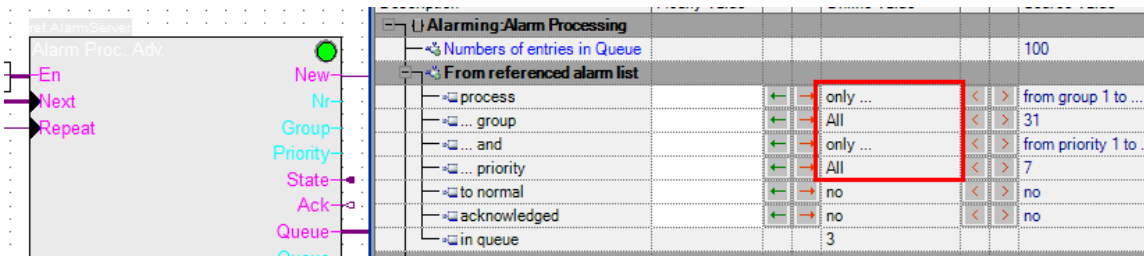 ref:AlarmServer
Alarm Proc. Adv.
En
New
Next
Nr
Repeat
Group
Priority
State
Ack
Queue
Alarming:Alarm Processing
Numbers of entries in Queue 100
From referenced alarm list
process only ... < > from group 1 to ...
... group All < > 31
... and only ... < > from priority 1 to .
... priority All < > 7
to normal no < > no
acknowledged no < > no
in queue 3